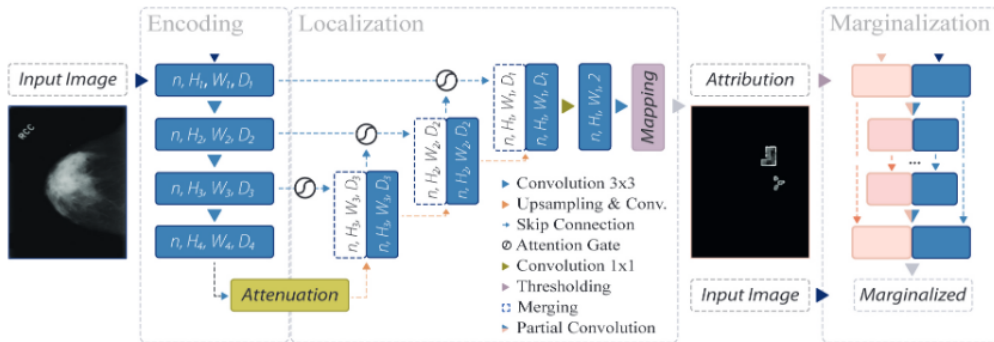 Encoding
Localization
Marginalization
Input Image
n, H₁, W₁, D₁
n, H₂, W₂, D₂
n, H₃, W₃, D₃
n, H₄, W₄, D₄
RCC
Attenuation
n, H₃, W₃, D₃
n, H₃, W₃, D₃
n, H₂, W₂, D₂
n, H₂, W₂, D₂
n, H₁, W₁, D₁
n, H₁, W₁, D₁
n, H₁, W₁, 2
Mapping
Convolution 3x3
Upsampling & Conv.
Skip Connection
Attention Gate
Convolution 1x1
Thresholding
Merging
Partial Convolution
Attribution
Input Image
...
Marginalized